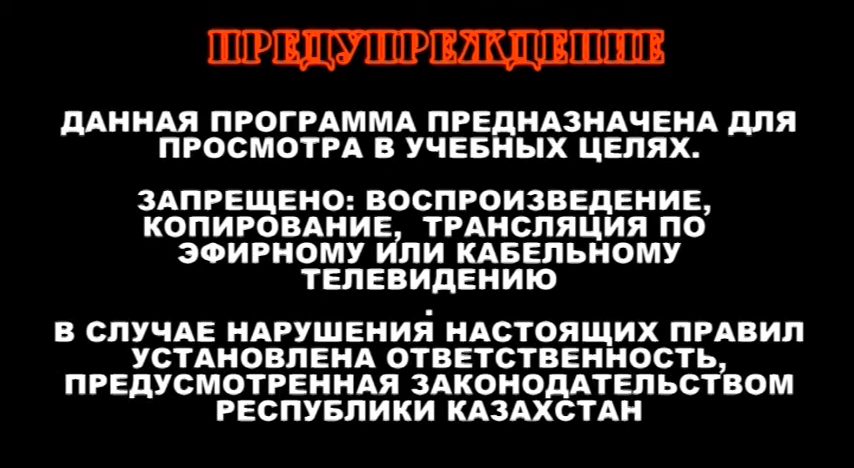 ПРЕДУПРЕЖДЕНИЕ
ДАННАЯ ПРОГРАММА ПРЕДНАЗНАЧЕНА ДЛЯ
ПРОСМОТРА В УЧЕБНЫХ ЦЕЛЯХ.
ЗАПРЕЩЕНО: ВОСПРОИЗВЕДЕНИЕ,
КОПИРОВАНИЕ, ТРАНСЛЯЦИЯ ПО
ЭФИРНОМУ ИЛИ КАБЕЛЬНОМУ
ТЕЛЕВИДЕНИЮ
.
В СЛУЧАЕ НАРУШЕНИЯ НАСТОЯЩИХ ПРАВИЛ
УСТАНОВЛЕНА ОТВЕТСТВЕННОСТЬ,
ПРЕДУСМОТРЕННАЯ ЗАКОНОДАТЕЛЬСТВОМ
РЕСПУБЛИКИ КАЗАХСТАН